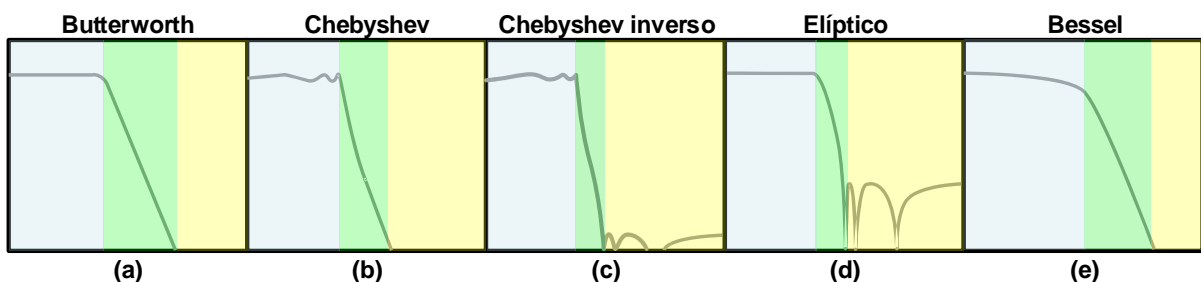 Butterworth Chebyshev Chebyshev inverso Elíptico Bessel
(a) (b) (c) (d) (e)